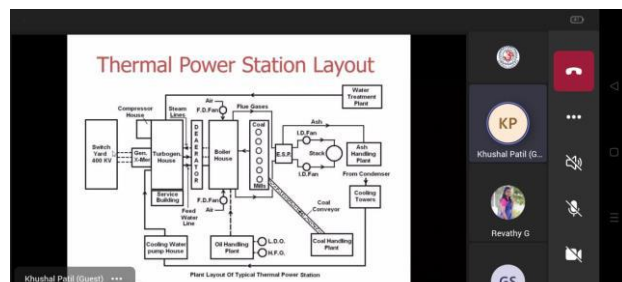 Thermal Power Station Layout
Water
Treatment
Plant
Compressor
House
Steam
Lines
Air
F.D.Fan
Flue Gases
Switch
Yard
400 KV
Gen.
X-Mer
Turbogen.
House
DEAERATOR
Boiler
House
Coal
Mills
E.S.P.
I.D.Fan
Stack
I.D.Fan
Ash
Ash
Handling
Plant
From Condenser
Cooling
Towers
Service
Building
F.D.Fan
Air
Feed
Water
Line
Coal
Conveyor
Cooling Water
pump House
Oil Handling
Plant
L.D.O.
H.F.O.
Coal Handling
Plant
Plant Layout Of Typical Thermal Power Station
Khushal Patil (Guest)
KP
Khushal Patil (G...
Revathy G
GS